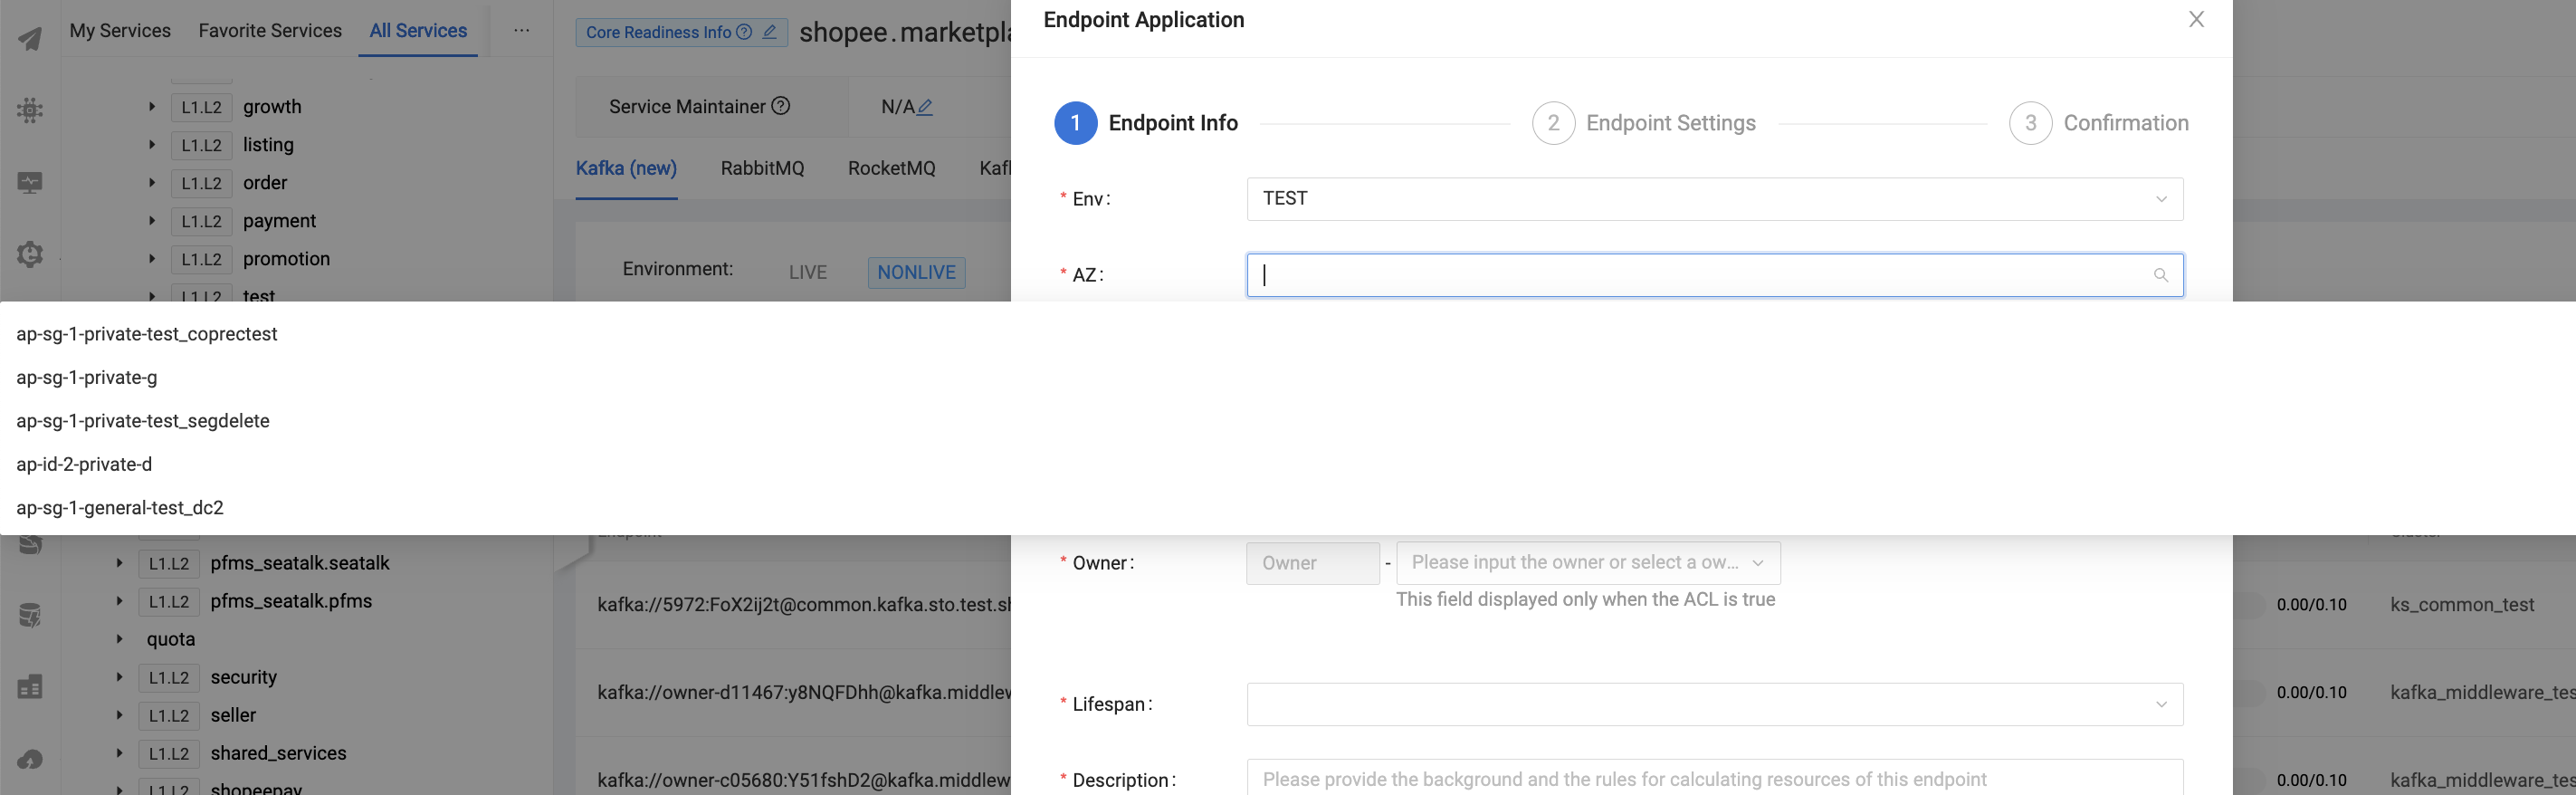 My Services Favorite Services All Services ...
Core Readiness Info shopee.marketpla
Endpoint Application
L1.L2 growth
L1.L2 listing
L1.L2 order
L1.L2 payment
L1.L2 promotion
L1.L2 test
Service Maintainer N/A
Kafka (new) RabbitMQ RocketMQ Kafk
Environment: LIVE NONLIVE
1 Endpoint Info 2 Endpoint Settings 3 Confirmation
* Env: TEST
* AZ:
ap-sg-1-private-test_coprectest
ap-sg-1-private-g
ap-sg-1-private-test_segdelete
ap-id-2-private-d
ap-sg-1-general-test_dc2
L1.L2 pfms_seatalk.seatalk
L1.L2 pfms_seatalk.pfms
quota
L1.L2 security
L1.L2 seller
L1.L2 shared_services
L1.L2 shopeepay
Endpoint
kafka://5972:FoX2ij2t@common.kafka.sto.test.sh
kafka://owner-d11467:y8NQFDhh@kafka.middlew
kafka://owner-c05680:Y51fshD2@kafka.middlew
* Owner: Owner - Please input the owner or select a ow...
This field displayed only when the ACL is true
* Lifespan:
* Description: Please provide the background and the rules for calculating resources of this endpoint
0.00/0.10 ks_common_test
0.00/0.10 kafka_middleware_tes
0.00/0.10 kafka_middleware_tes